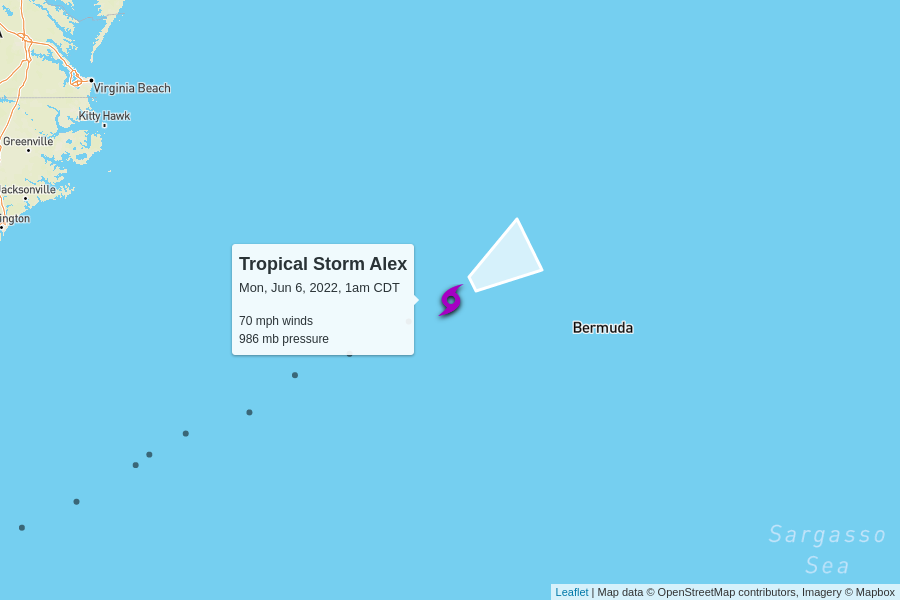 Virginia Beach
Kitty Hawk
Greenville
Jacksonville
ington
Tropical Storm Alex
Mon, Jun 6, 2022, 1am CDT
70 mph winds
986 mb pressure
Bermuda
Sargasso
Sea
Leaflet | Map data © OpenStreetMap contributors, Imagery © Mapbox